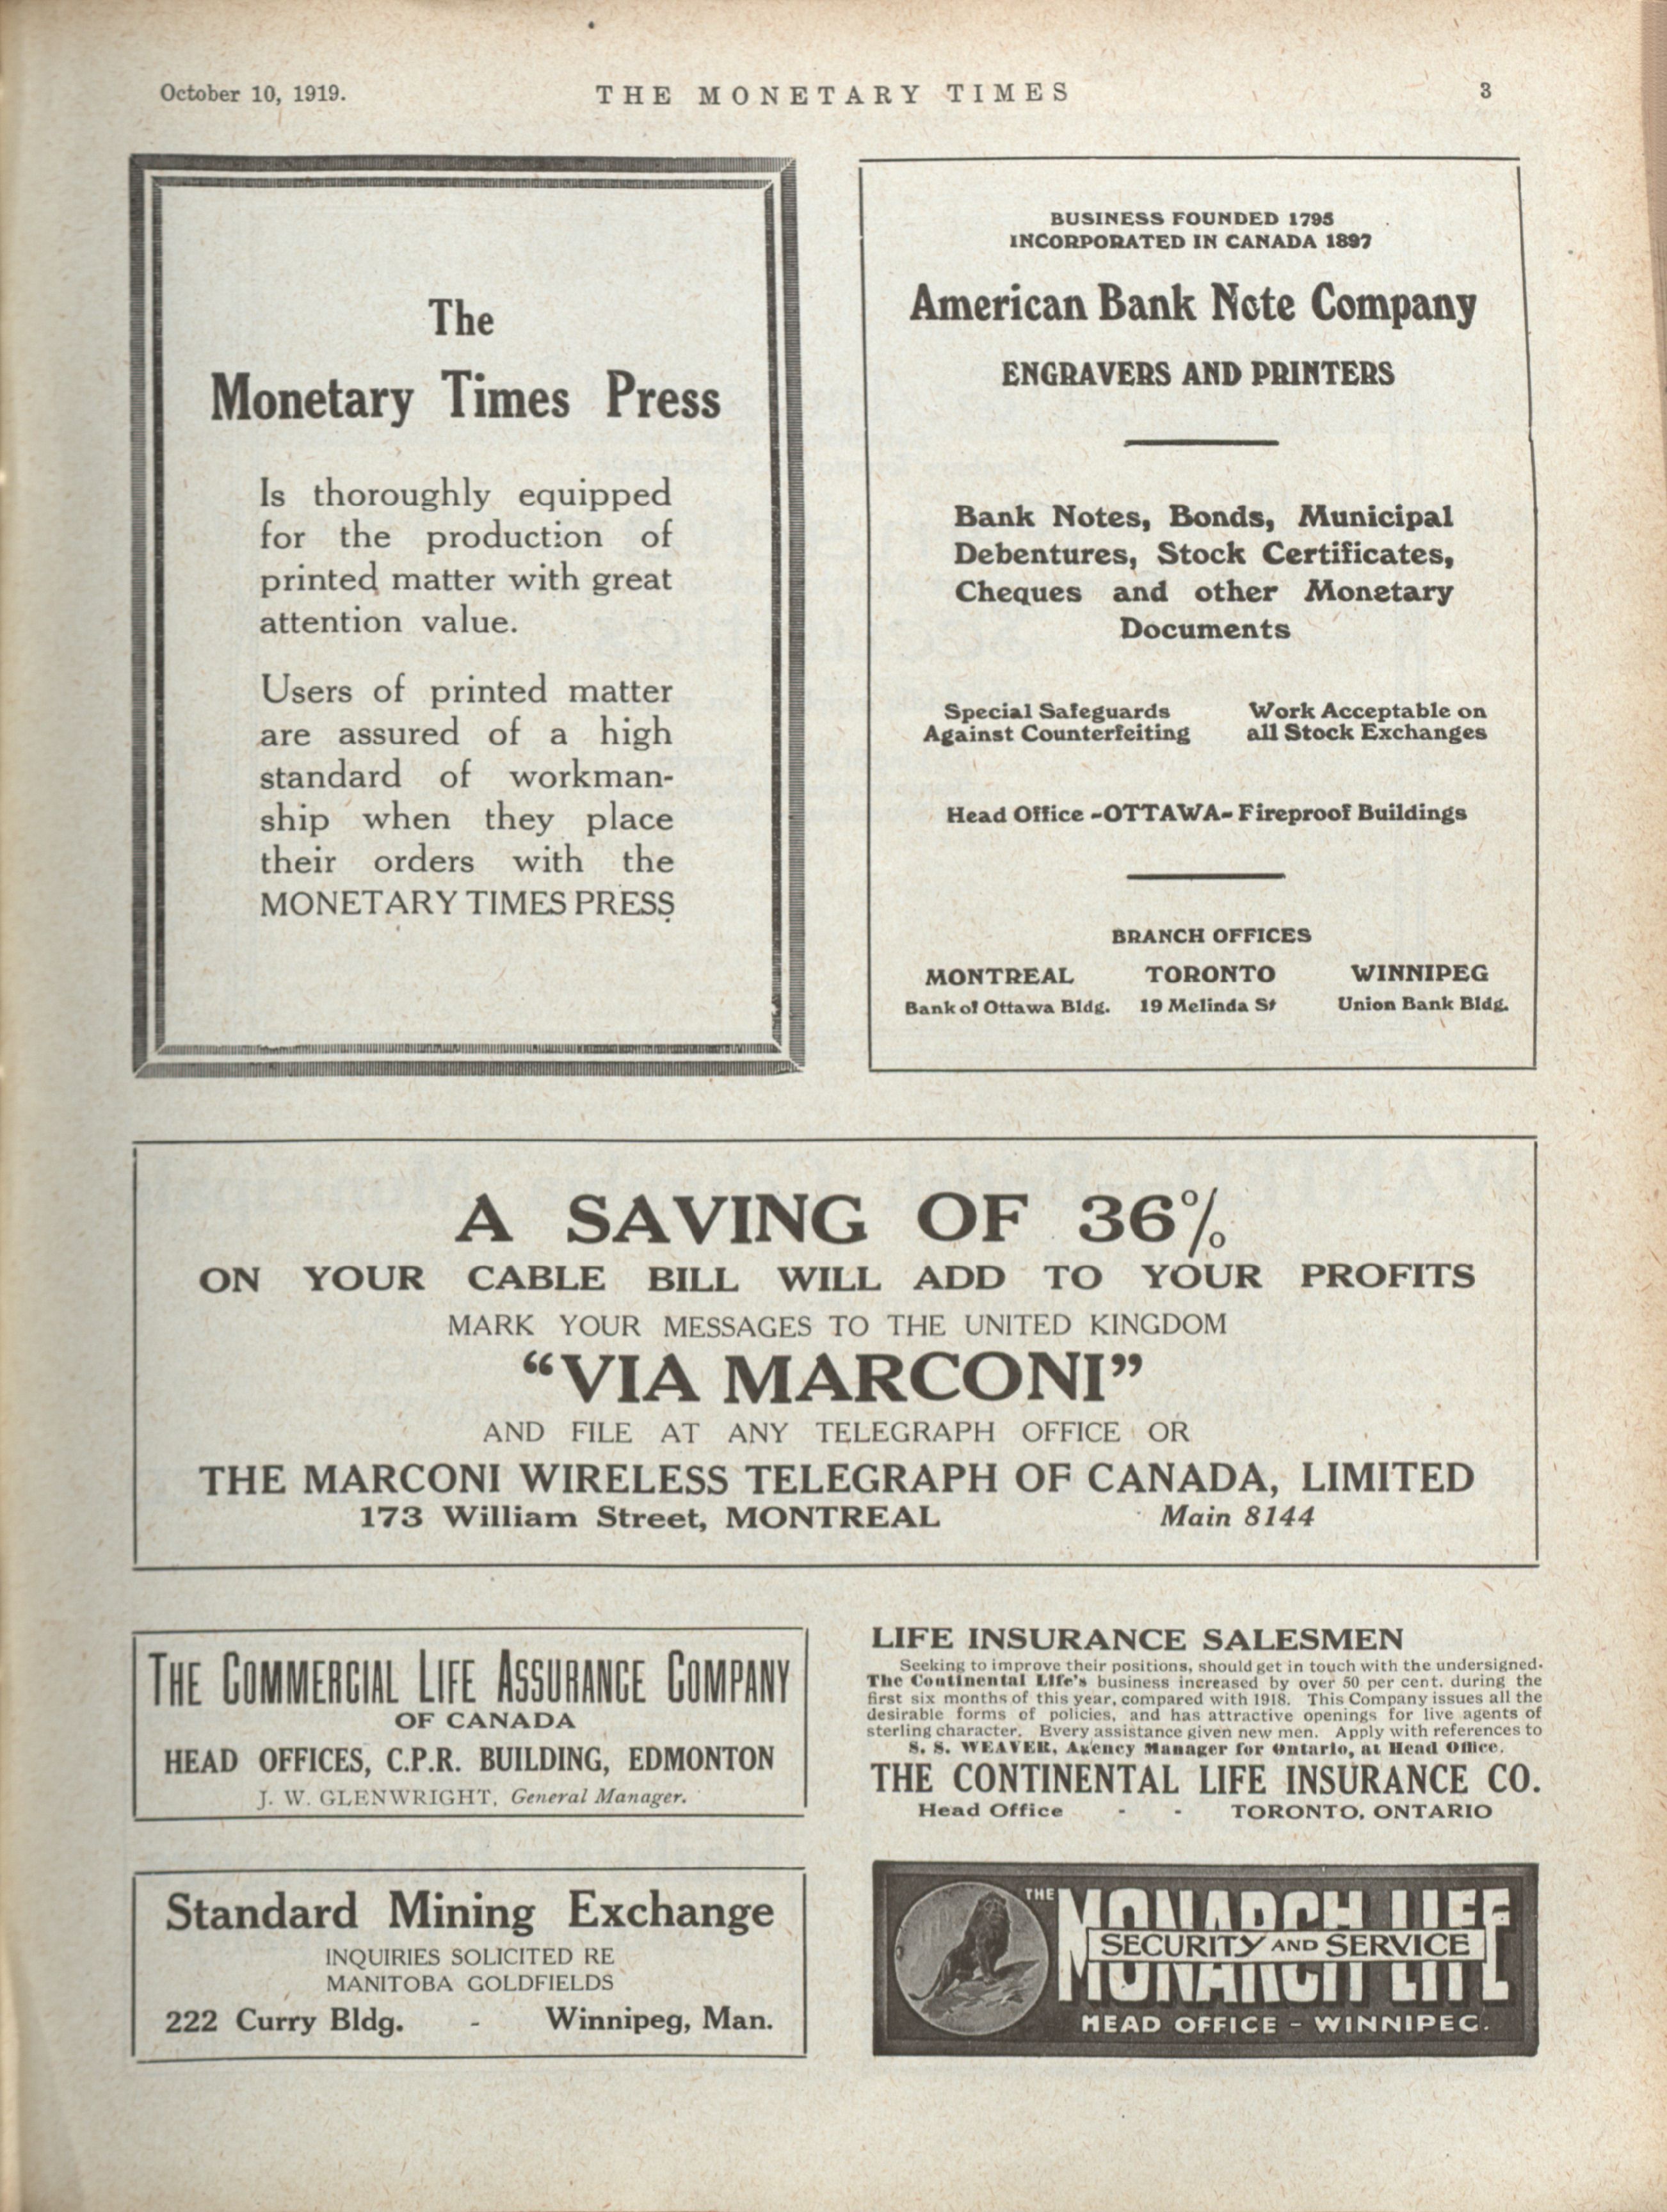 October 10, 1919.
THE MONETARY TIMES
3
The
Monetary Times Press
Is thoroughly equipped
for the production of
printed matter with great
attention value.
Users of printed matter
are assured of a high
standard of workman-
ship when they place
their orders with the
MONETARY TIMES PRESS
BUSINESS FOUNDED 1795
INCORPORATED IN CANADA 1897
American Bank Note Company
ENGRAVERS AND PRINTERS
Bank Notes, Bonds, Municipal
Debentures, Stock Certificates,
Cheques and other Monetary
Documents
Special Safeguards
Against Counterfeiting
Work Acceptable on
all Stock Exchanges
Head Office -OTTAWA- Fireproof Buildings
BRANCH OFFICES
MONTREAL
Bank of Ottawa Bldg.
TORONTO
19 Melinda St
WINNIPEG
Union Bank Bldg.
A SAVING OF 36%
ON YOUR CABLE BILL WILL ADD TO YOUR PROFITS
MARK YOUR MESSAGES TO THE UNITED KINGDOM
"VIA MARCONI"
AND FILE AT ANY TELEGRAPH OFFICE OR
THE MARCONI WIRELESS TELEGRAPH OF CANADA, LIMITED
173 William Street, MONTREAL Main 8144
THE COMMERCIAL LIFE ASSURANCE COMPANY
OF CANADA
HEAD OFFICES, C.P.R. BUILDING, EDMONTON
J. W. GLENWRIGHT, General Manager.
LIFE INSURANCE SALESMEN
Seeking to improve their positions, should get in touch with the undersigned.
The Continental Life's business increased by over 50 per cent. during the
first six months of this year, compared with 1918. This Company issues all the
desirable forms of policies, and has attractive openings for live agents of
sterling character. Every assistance given new men. Apply with references to
S. S. WEAVER, Agency Manager for Ontario, at Head Office.
THE CONTINENTAL LIFE INSURANCE CO.
Head Office - - TORONTO, ONTARIO
Standard Mining Exchange
INQUIRIES SOLICITED RE
MANITOBA GOLDFIELDS
222 Curry Bldg. - Winnipeg, Man.
THE MONARCH LIFE
SECURITY AND SERVICE
MONARCH LIFE
HEAD OFFICE - WINNIPEG.